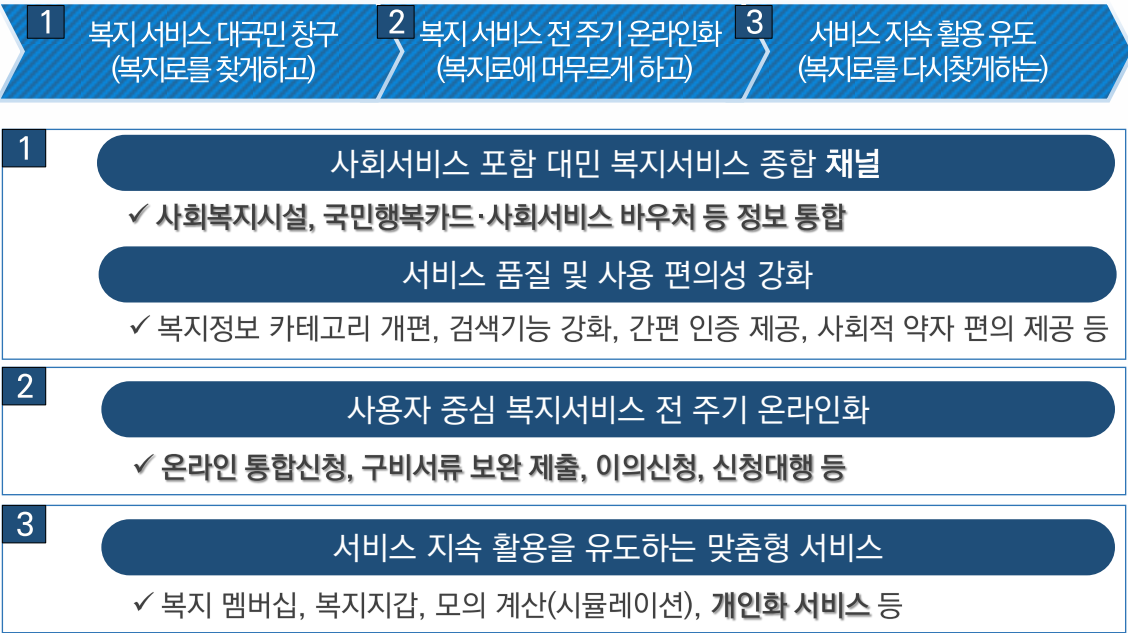 1
복지 서비스 대국민 창구
(복지로를 찾게하고)
2
복지 서비스 전 주기 온라인화
(복지로에 머무르게 하고)
3
서비스 지속 활용 유도
(복지로를 다시찾게하는)
1
사회서비스 포함 대민 복지서비스 종합 채널
✓ 사회복지시설, 국민행복카드·사회서비스 바우처 등 정보 통합
서비스 품질 및 사용 편의성 강화
✓ 복지정보 카테고리 개편, 검색기능 강화, 간편 인증 제공, 사회적 약자 편의 제공 등
2
사용자 중심 복지서비스 전 주기 온라인화
✓ 온라인 통합신청, 구비서류 보완 제출, 이의신청, 신청대행 등
3
서비스 지속 활용을 유도하는 맞춤형 서비스
✓ 복지 멤버십, 복지지갑, 모의 계산(시뮬레이션), 개인화 서비스 등